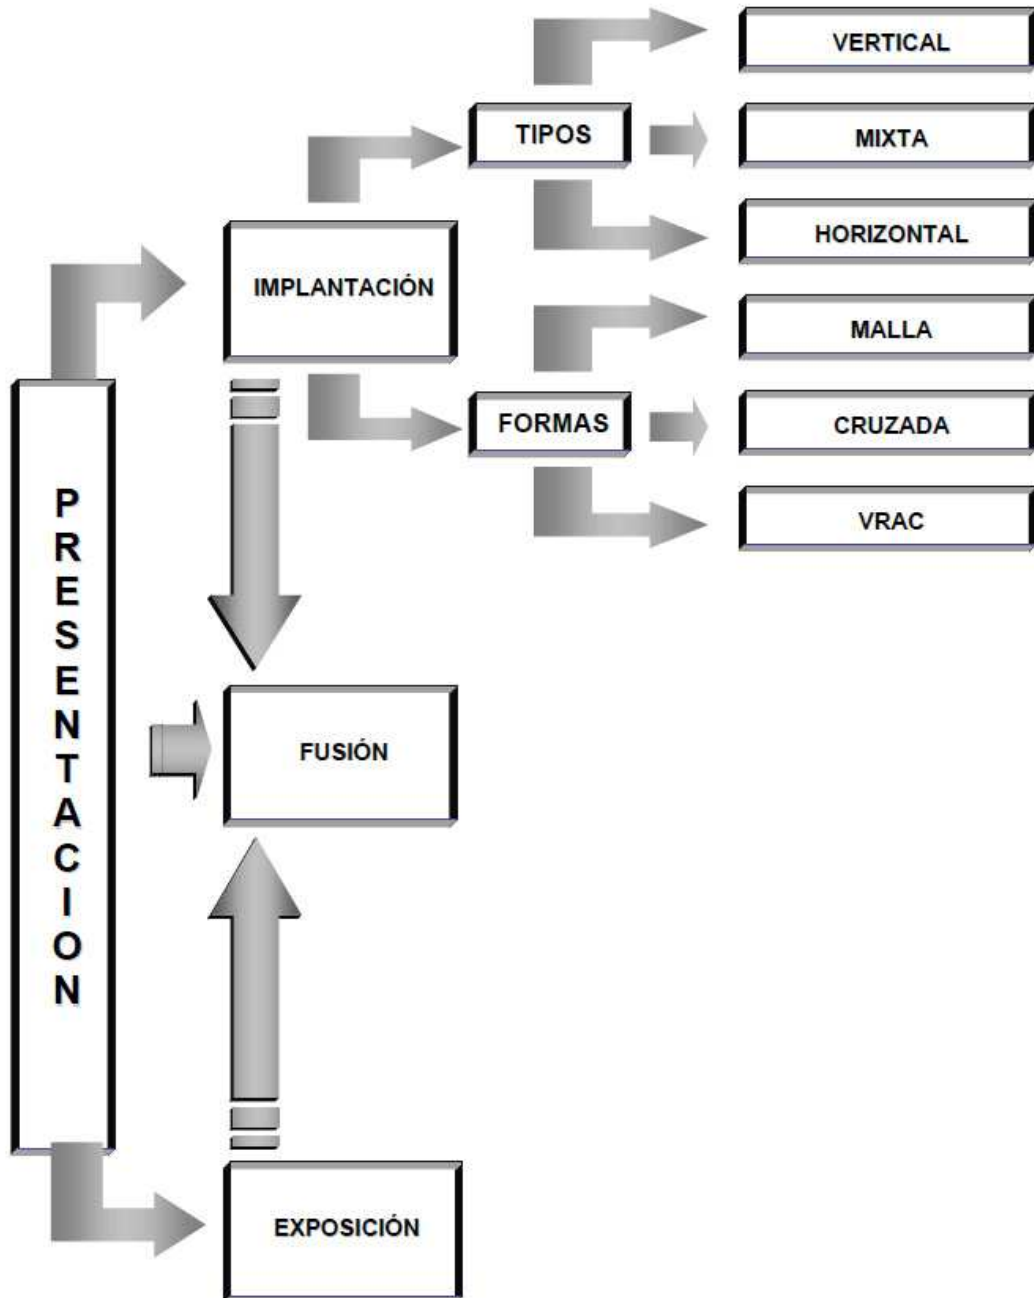 VERTICAL
TIPOS
MIXTA
HORIZONTAL
IMPLANTACIÓN
MALLA
FORMAS
CRUZADA
VRAC
PRESENTACION
FUSIÓN
EXPOSICIÓN